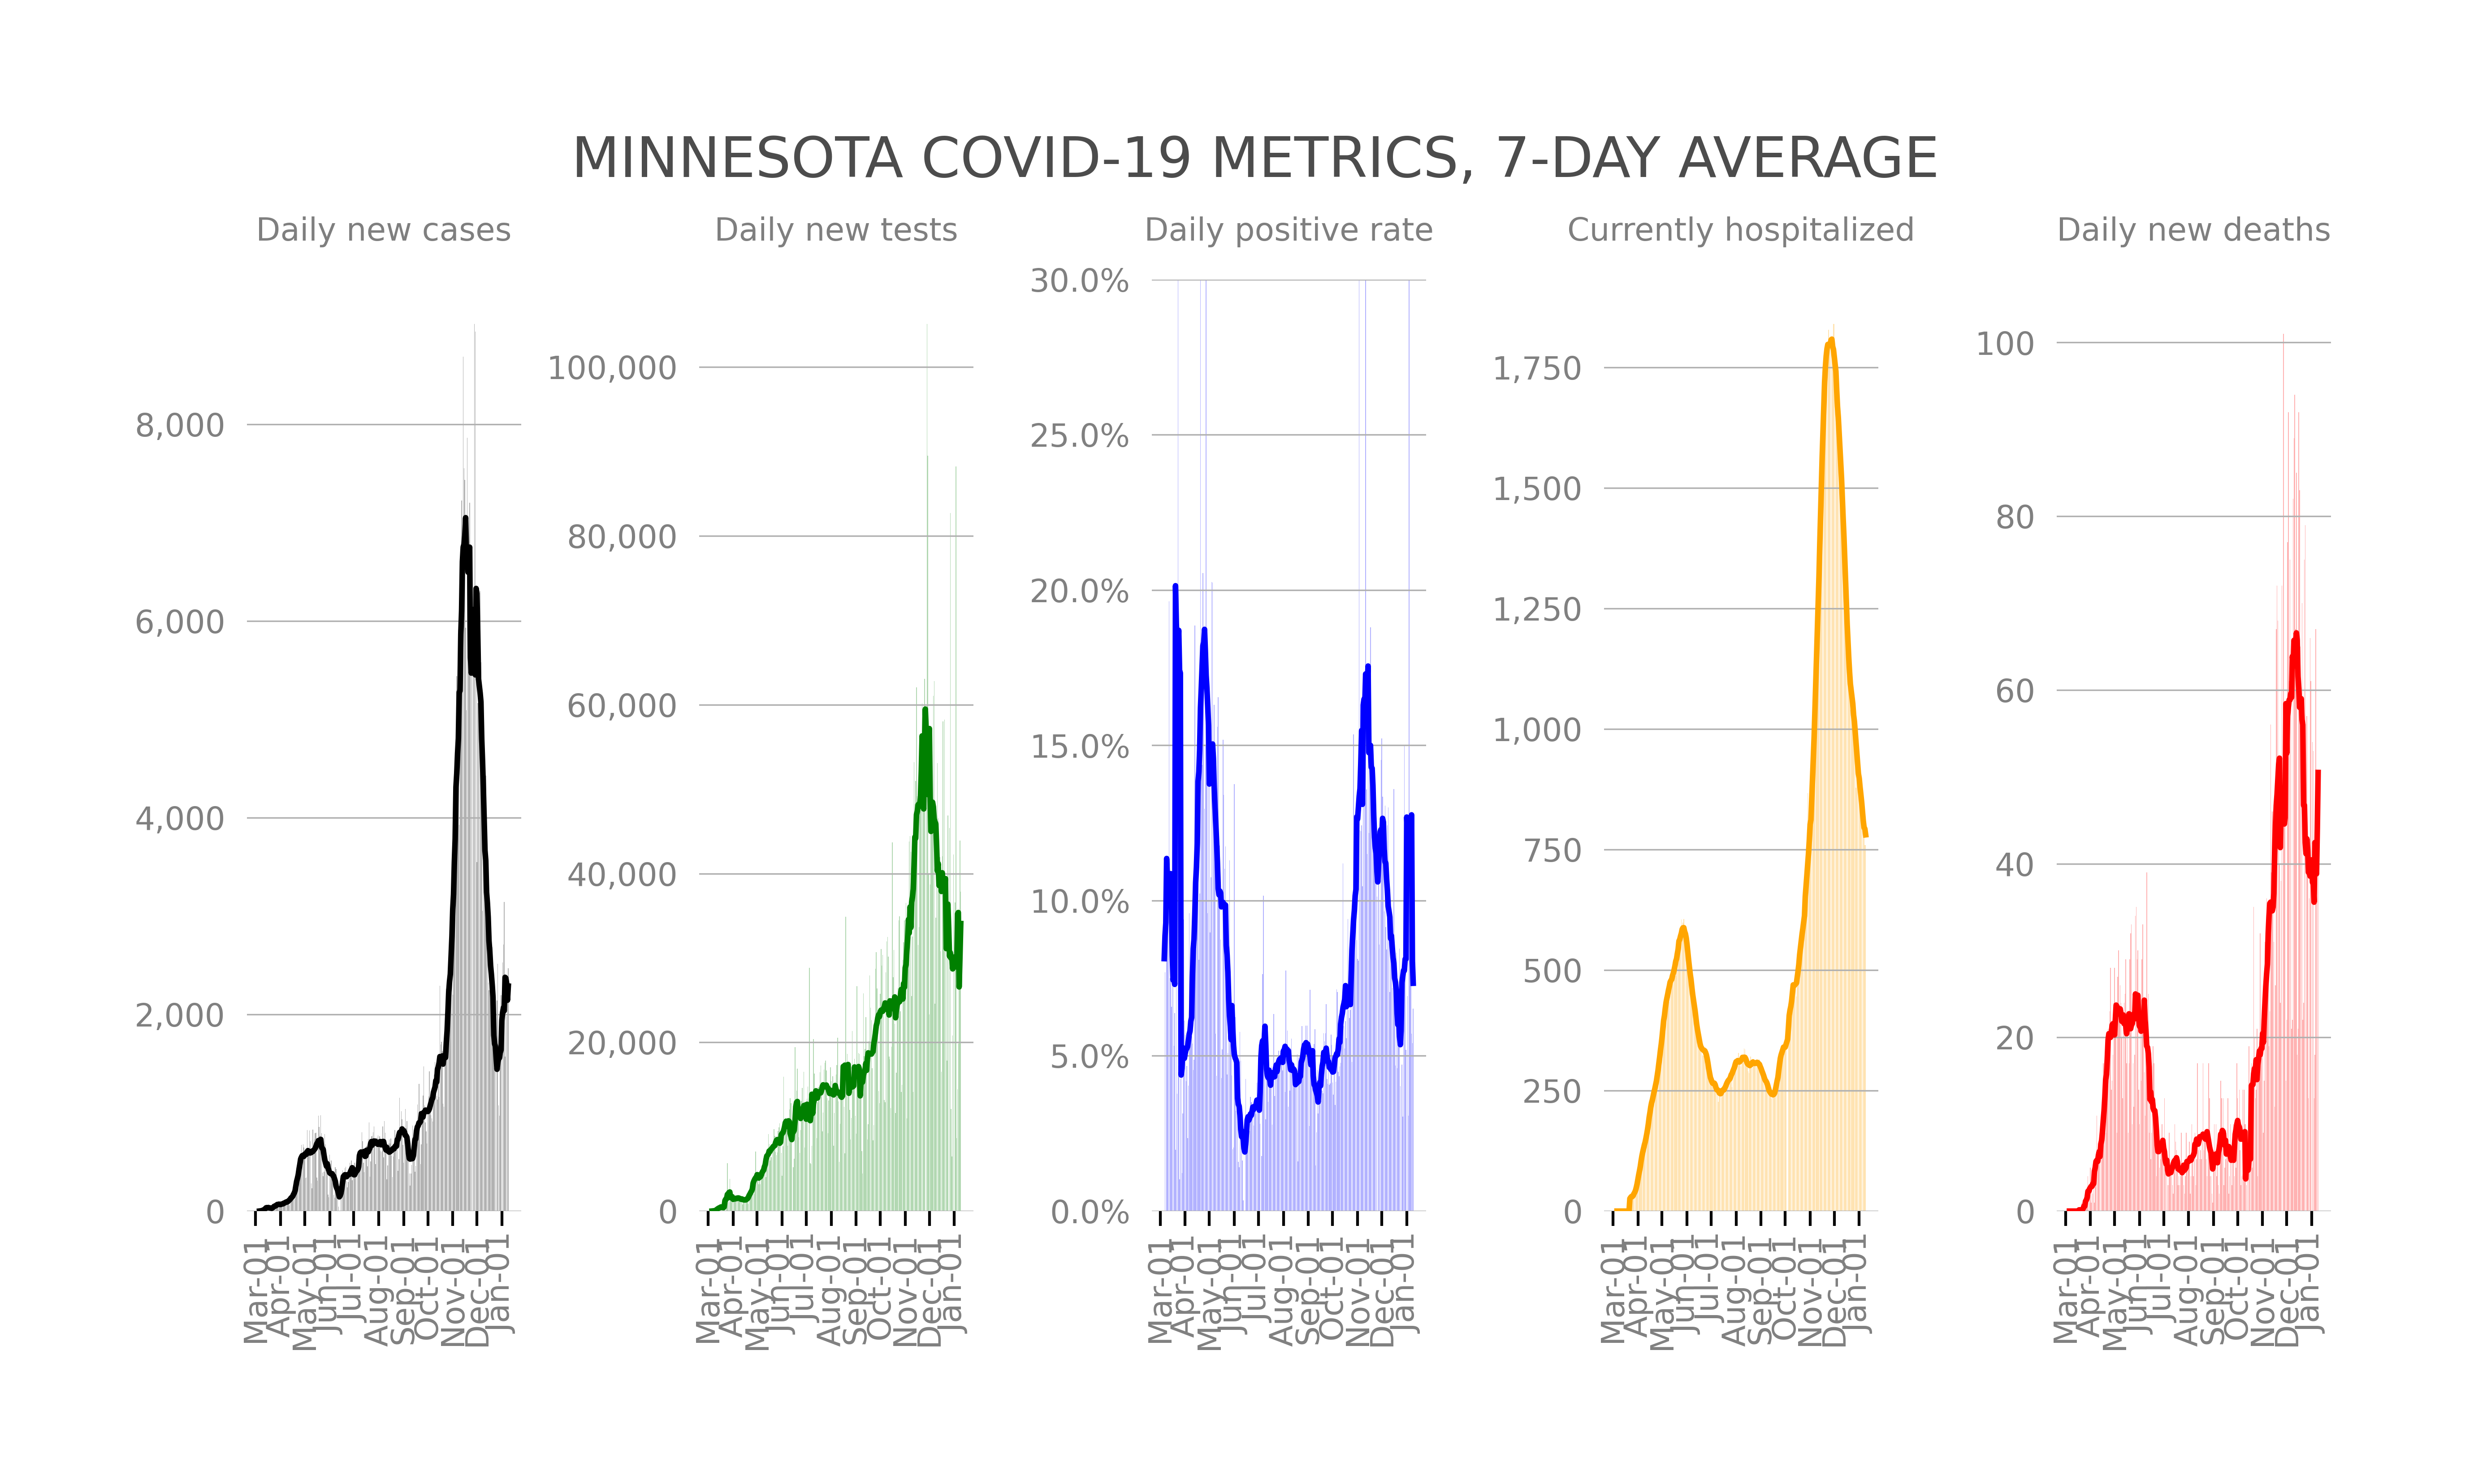 MINNESOTA COVID-19 METRICS, 7-DAY AVERAGE
Daily new cases
8,000
6,000
4,000
2,000
0
Mar-01
Apr-01
May-01
Jun-01
Jul-01
Aug-01
Sep-01
Oct-01
Nov-01
Dec-01
Jan-01
Daily new tests
100,000
80,000
60,000
40,000
20,000
0
Mar-01
Apr-01
May-01
Jun-01
Jul-01
Aug-01
Sep-01
Oct-01
Nov-01
Dec-01
Jan-01
Daily positive rate
30.0%
25.0%
20.0%
15.0%
10.0%
5.0%
0.0%
Mar-01
Apr-01
May-01
Jun-01
Jul-01
Aug-01
Sep-01
Oct-01
Nov-01
Dec-01
Jan-01
Currently hospitalized
1,750
1,500
1,250
1,000
750
500
250
0
Mar-01
Apr-01
May-01
Jun-01
Jul-01
Aug-01
Sep-01
Oct-01
Nov-01
Dec-01
Jan-01
Daily new deaths
100
80
60
40
20
0
Mar-01
Apr-01
May-01
Jun-01
Jul-01
Aug-01
Sep-01
Oct-01
Nov-01
Dec-01
Jan-01